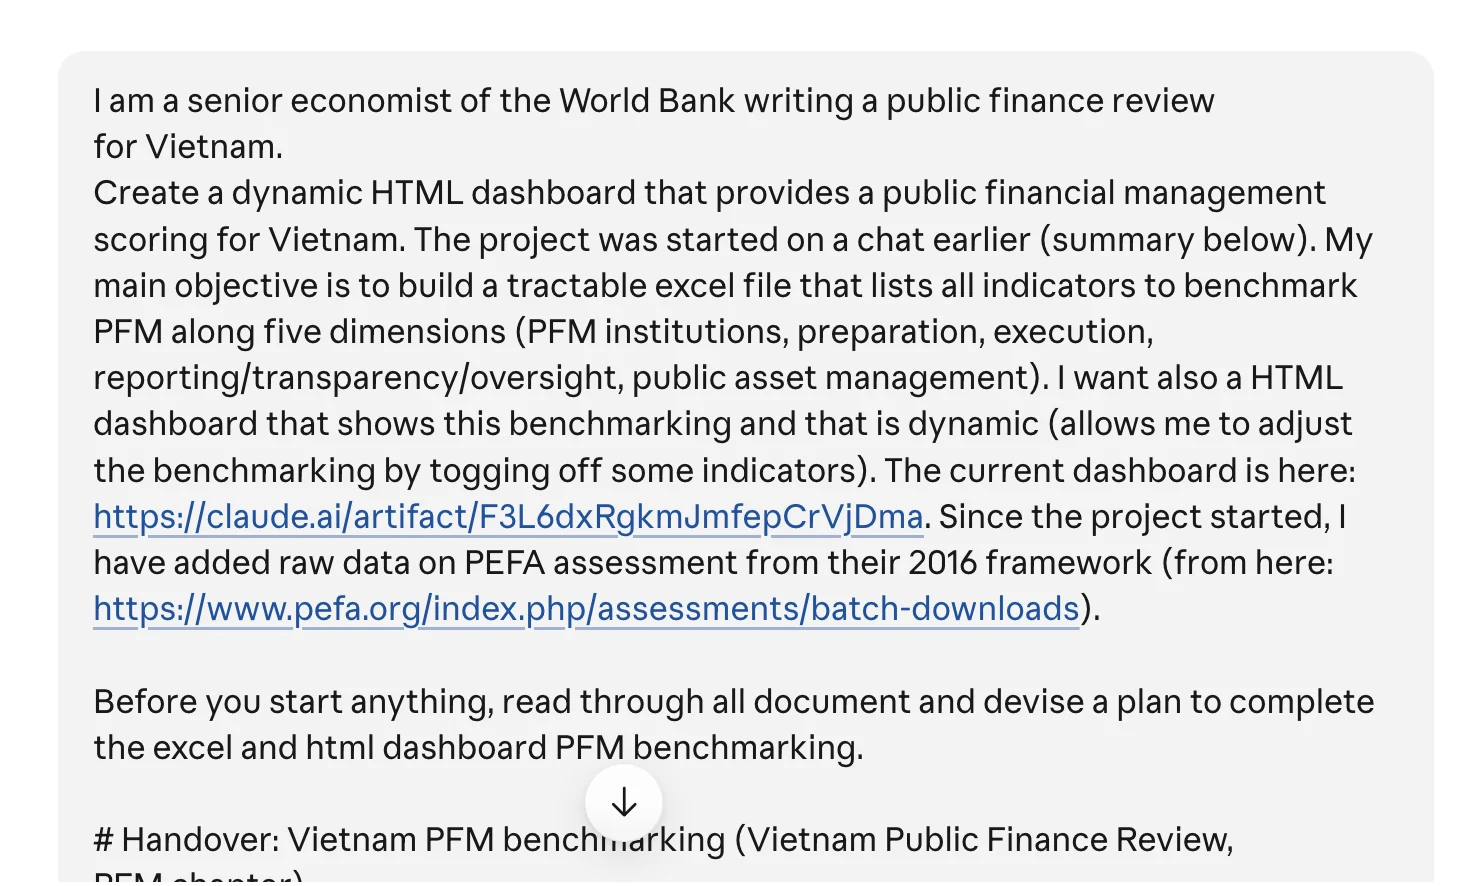 I am a senior economist of the World Bank writing a public finance review
for Vietnam.
Create a dynamic HTML dashboard that provides a public financial management
scoring for Vietnam. The project was started on a chat earlier (summary below). My
main objective is to build a tractable excel file that lists all indicators to benchmark
PFM along five dimensions (PFM institutions, preparation, execution,
reporting/transparency/oversight, public asset management). I want also a HTML
dashboard that shows this benchmarking and that is dynamic (allows me to adjust
the benchmarking by togging off some indicators). The current dashboard is here:
https://claude.ai/artifact/F3L6dxRgkmJmfepCrVjDma. Since the project started, I
have added raw data on PEFA assessment from their 2016 framework (from here:
https://www.pefa.org/index.php/assessments/batch-downloads).
Before you start anything, read through all document and devise a plan to complete
the excel and html dashboard PFM benchmarking.
# Handover: Vietnam PFM benchmarking (Vietnam Public Finance Review,
PFM chapter)